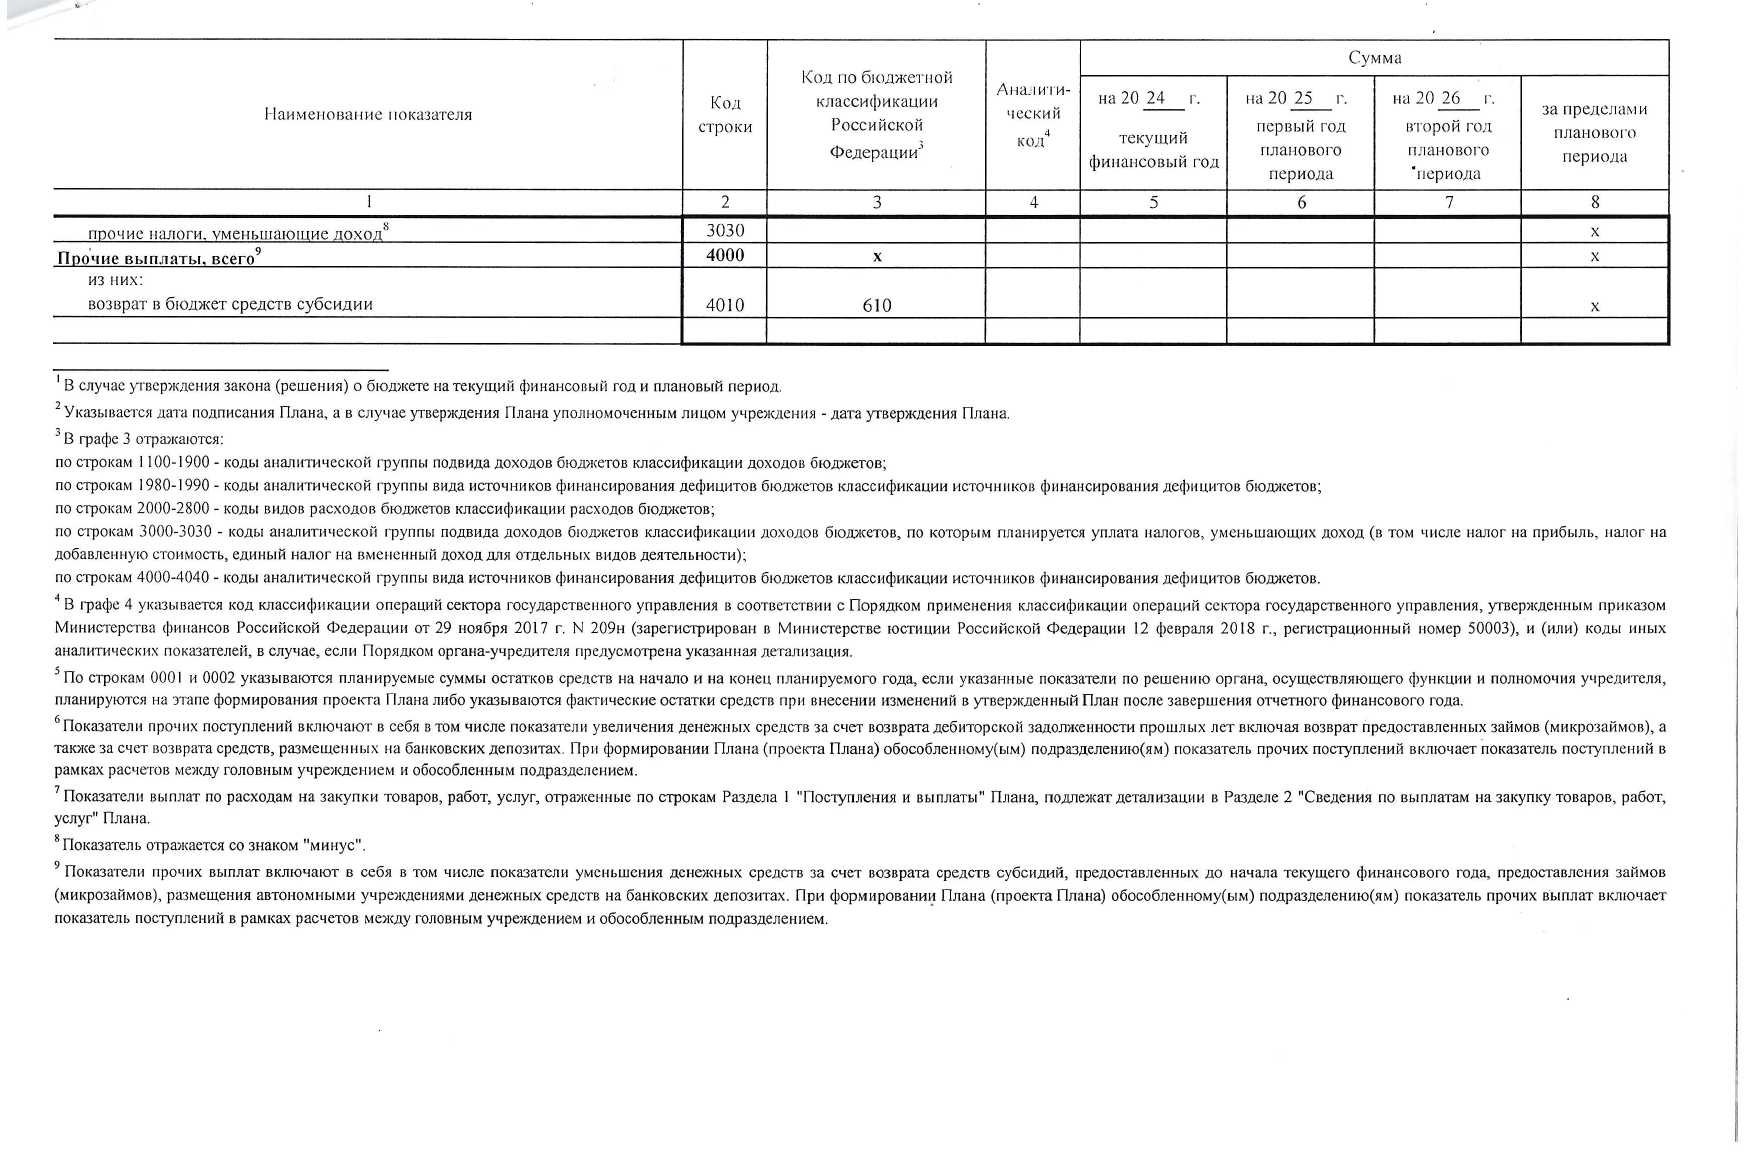 Наименование показателя
Код строки
Код по бюджетной классификации Российской Федерации³
Аналити-ческий код⁴
Сумма
на 20 24 г. текущий финансовый год
на 20 25 г. первый год планового периода
на 20 26 г. второй год планового периода
за пределами планового периода
1 2 3 4 5 6 7 8
прочие налоги, уменьшающие доход⁸ 3030 х
Прочие выплаты, всего⁹ 4000 х х
из них:
возврат в бюджет средств субсидии 4010 610 х
¹ В случае утверждения закона (решения) о бюджете на текущий финансовый год и плановый период.
² Указывается дата подписания Плана, а в случае утверждения Плана уполномоченным лицом учреждения - дата утверждения Плана.
³ В графе 3 отражаются:
по строкам 1100-1900 - коды аналитической группы подвида доходов бюджетов классификации доходов бюджетов;
по строкам 1980-1990 - коды аналитической группы вида источников финансирования дефицитов бюджетов классификации источников финансирования дефицитов бюджетов;
по строкам 2000-2800 - коды видов расходов бюджетов классификации расходов бюджетов;
по строкам 3000-3030 - коды аналитической группы подвида доходов бюджетов классификации доходов бюджетов, по которым планируется уплата налогов, уменьшающих доход (в том числе налог на прибыль, налог на
добавленную стоимость, единый налог на вмененный доход для отдельных видов деятельности);
по строкам 4000-4040 - коды аналитической группы вида источников финансирования дефицитов бюджетов классификации источников финансирования дефицитов бюджетов.
⁴ В графе 4 указывается код классификации операций сектора государственного управления в соответствии с Порядком применения классификации операций сектора государственного управления, утвержденным приказом
Министерства финансов Российской Федерации от 29 ноября 2017 г. N 209н (зарегистрирован в Министерстве юстиции Российской Федерации 12 февраля 2018 г., регистрационный номер 50003), и (или) коды иных
аналитических показателей, в случае, если Порядком органа-учредителя предусмотрена указанная детализация.
⁵ По строкам 0001 и 0002 указываются планируемые суммы остатков средств на начало и на конец планируемого года, если указанные показатели по решению органа, осуществляющего функции и полномочия учредителя,
планируются на этапе формирования проекта Плана либо указываются фактические остатки средств при внесении изменений в утвержденный План после завершения отчетного финансового года.
⁶ Показатели прочих поступлений включают в себя в том числе показатели увеличения денежных средств за счет возврата дебиторской задолженности прошлых лет включая возврат предоставленных займов (микрозаймов), а
также за счет возврата средств, размещенных на банковских депозитах. При формировании Плана (проекта Плана) обособленному(ым) подразделению(ям) показатель прочих поступлений включает показатель поступлений в
рамках расчетов между головным учреждением и обособленным подразделением.
⁷ Показатели выплат по расходам на закупки товаров, работ, услуг, отраженные по строкам Раздела 1 "Поступления и выплаты" Плана, подлежат детализации в Разделе 2 "Сведения по выплатам на закупку товаров, работ,
услуг" Плана.
⁸ Показатель отражается со знаком "минус".
⁹ Показатели прочих выплат включают в себя в том числе показатели уменьшения денежных средств за счет возврата средств субсидий, предоставленных до начала текущего финансового года, предоставления займов
(микрозаймов), размещения автономными учреждениями денежных средств на банковских депозитах. При формировании Плана (проекта Плана) обособленному(ым) подразделению(ям) показатель прочих выплат включает
показатель поступлений в рамках расчетов между головным учреждением и обособленным подразделением.